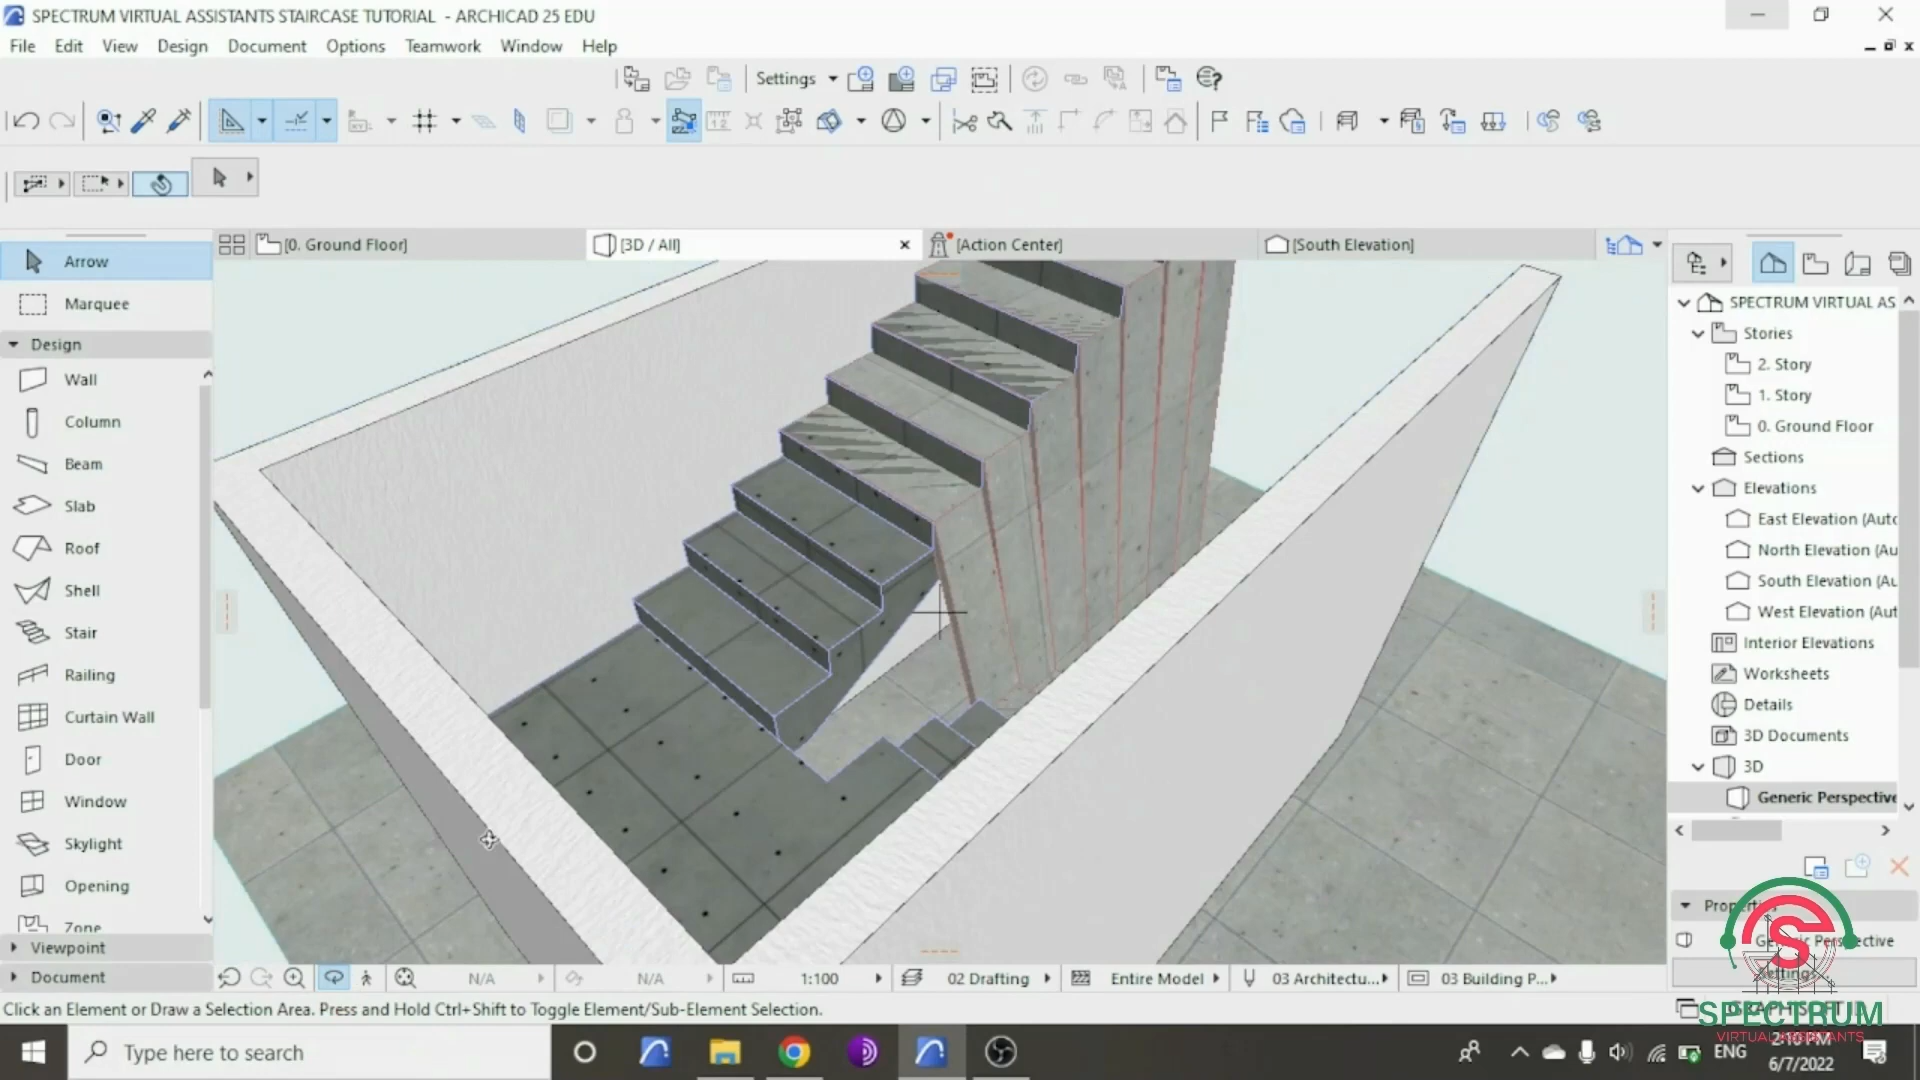 SPECTRUM VIRTUAL ASSISTANTS STAIRCASE TUTORIAL - ARCHICAD 25 EDU
File Edit View Design Document Options Teamwork Window Help
Settings
[0. Ground Floor] [3D / All] [Action Center] [South Elevation]
Arrow
Marquee
Design
Wall
Column
Beam
Slab
Roof
Shell
Stair
Railing
Curtain Wall
Door
Window
Skylight
Opening
Zone
Viewpoint
Document
SPECTRUM VIRTUAL AS
Stories
2. Story
1. Story
0. Ground Floor
Sections
Elevations
East Elevation (Auto
North Elevation (Au
South Elevation (Au
West Elevation (Aut
Interior Elevations
Worksheets
Details
3D Documents
3D
Generic Perspective
Generic Perspective
Settings
N/A N/A 1:100 02 Drafting Entire Model 03 Architectu... 03 Building P...
Click an Element or Draw a Selection Area. Press and Hold Ctrl+Shift to Toggle Element/Sub-Element Selection.
SPECTRUM
VIRTUAL ASSISTANTS
Type here to search
ENG
6/7/2022